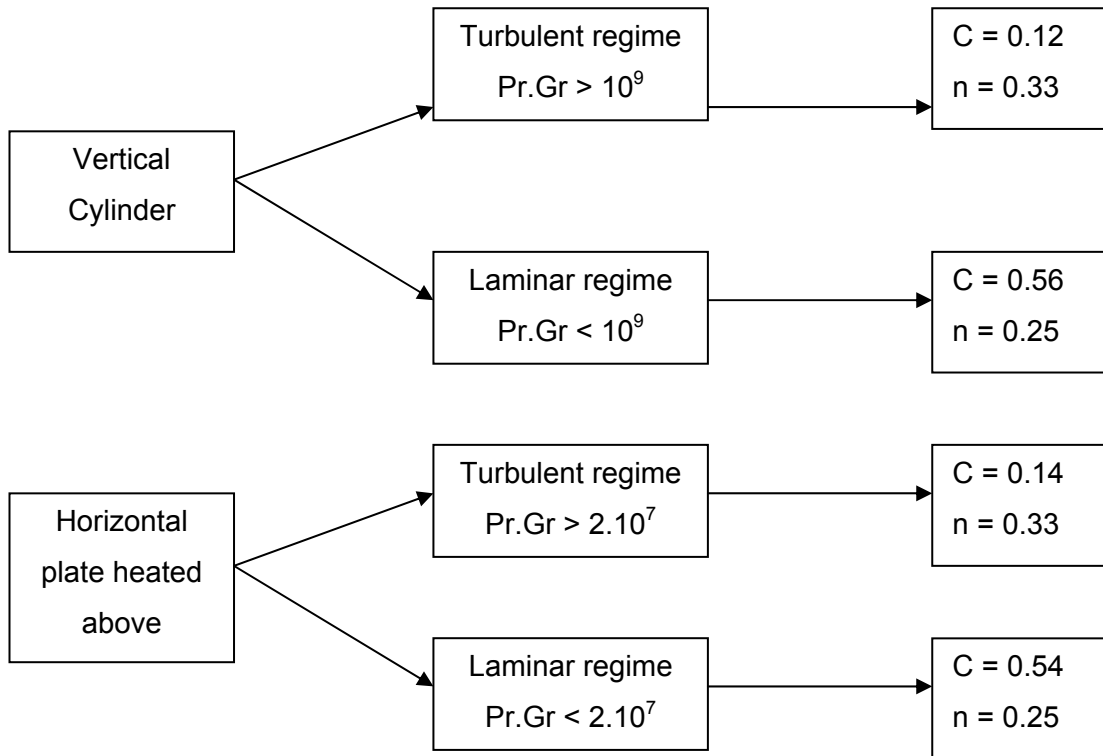 Turbulent regime
Pr.Gr > 10⁹
C = 0.12
n = 0.33
Vertical
Cylinder
Laminar regime
Pr.Gr < 10⁹
C = 0.56
n = 0.25
Turbulent regime
Pr.Gr > 2.10⁷
C = 0.14
n = 0.33
Horizontal
plate heated
above
Laminar regime
Pr.Gr < 2.10⁷
C = 0.54
n = 0.25